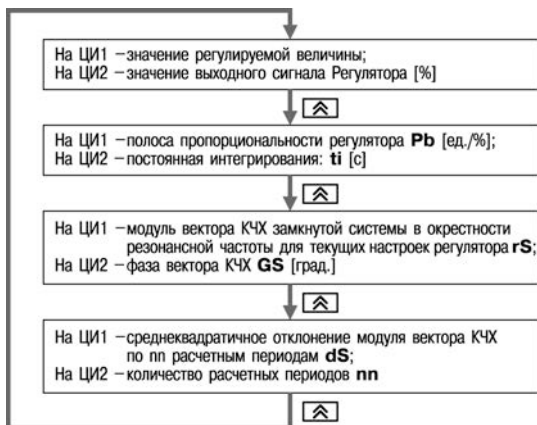 На ЦИ1 – значение регулируемой величины;
На ЦИ2 – значение выходного сигнала Регулятора [%]
На ЦИ1 – полоса пропорциональности регулятора Pb [ед./%];
На ЦИ2 – постоянная интегрирования: ti [с]
На ЦИ1 – модуль вектора КЧХ замкнутой системы в окрестности
резонансной частоты для текущих настроек регулятора rS;
На ЦИ2 – фаза вектора КЧХ GS [град.]
На ЦИ1 – среднеквадратичное отклонение модуля вектора КЧХ
по nn расчетным периодам dS;
На ЦИ2 – количество расчетных периодов nn